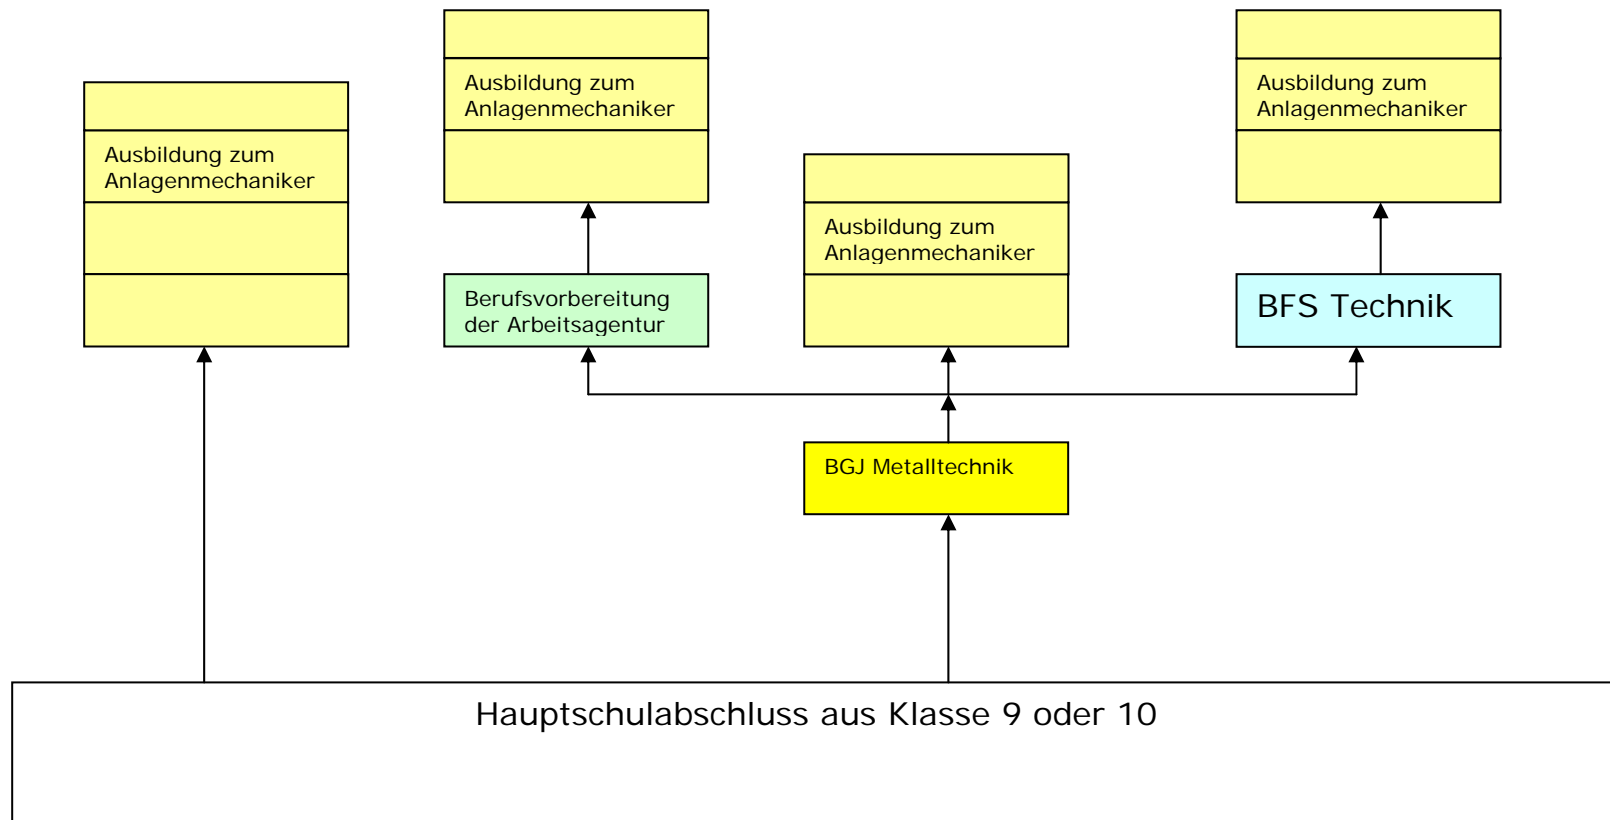 Ausbildung zum
Anlagenmechaniker
Ausbildung zum
Anlagenmechaniker
Ausbildung zum
Anlagenmechaniker
Ausbildung zum
Anlagenmechaniker
Berufsvorbereitung
der Arbeitsagentur
BFS Technik
BGJ Metalltechnik
Hauptschulabschluss aus Klasse 9 oder 10